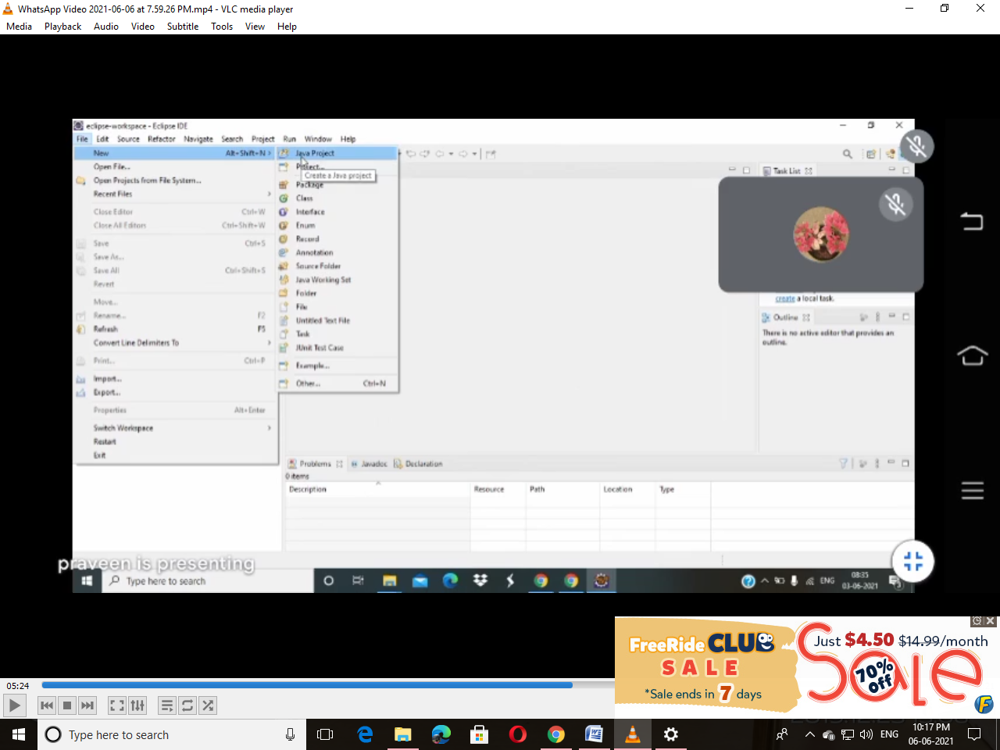 WhatsApp Video 2021-06-06 at 7.59.26 PM.mp4 - VLC media player
Media Playback Audio Video Subtitle Tools View Help
eclipse-workspace - Eclipse IDE
File Edit Source Refactor Navigate Search Project Run Window Help
New Alt+Shift+N
Open File...
Open Projects from File System...
Recent Files
Close Editor Ctrl+W
Close All Editors Ctrl+Shift+W
Save Ctrl+S
Save As...
Save All Ctrl+Shift+S
Revert
Move...
Rename... F2
Refresh F5
Convert Line Delimiters To
Print... Ctrl+P
Import...
Export...
Properties Alt+Enter
Switch Workspace
Restart
Exit
Java Project
Project...
Create a Java project
Package
Class
Interface
Enum
Record
Annotation
Source Folder
Java Working Set
Folder
File
Untitled Text File
Task
JUnit Test Case
Example...
Other... Ctrl+N
Task List
create a local task.
Outline
There is no active editor that provides an
outline.
Problems Javadoc Declaration
0 items
Description Resource Path Location Type
praveen is presenting
Type here to search
ENG
08:35
03-06-2021
3
FreeRide CLUB
SALE
*Sale ends in 7 days
Just $4.50 $14.99/month
Sale
70%
off
05:24
Type here to search
ENG
10:17 PM
06-06-2021